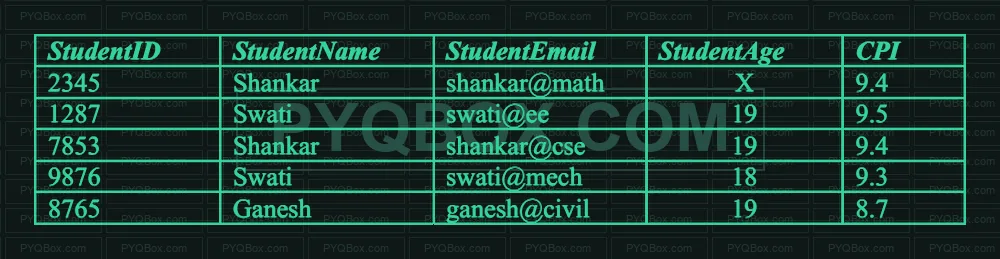 StudentID StudentName StudentEmail StudentAge CPI
2345 Shankar shankar@math X 9.4
1287 Swati swati@ee 19 9.5
7853 Shankar shankar@cse 19 9.4
9876 Swati swati@mech 18 9.3
8765 Ganesh ganesh@civil 19 8.7
PYQBOX.COM